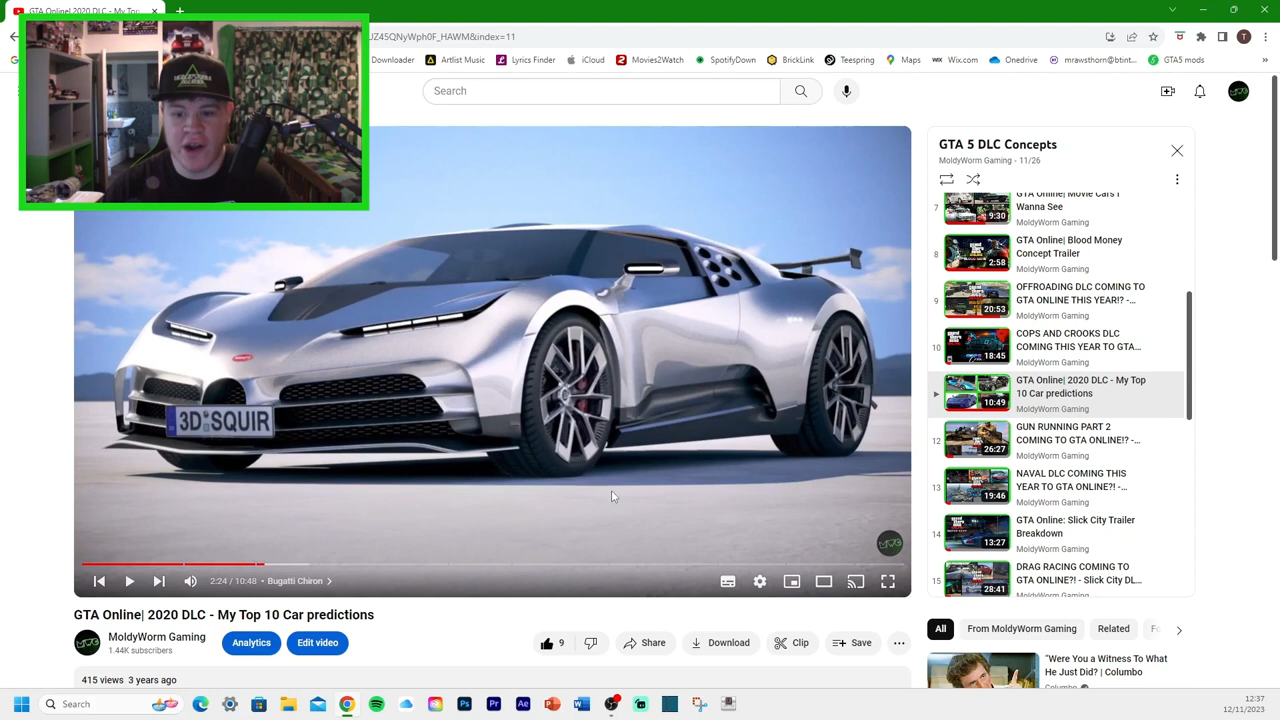 GTA Online| 2020 DLC - My Top
JZ45QNyWph0F_HAWM&index=11
T
Downloader
Artlist Music
Lyrics Finder
iCloud
Movies2Watch
SpotifyDown
BrickLink
Teespring
Maps
WIX Wix.com
Onedrive
mrawsthorn@btint...
GTA5 mods
»
Search
GTA 5 DLC Concepts
MoldyWorm Gaming - 11/26
7
9:30
GTA Online| Movie Cars I
Wanna See
MoldyWorm Gaming
8
2:58
GTA Online| Blood Money
Concept Trailer
MoldyWorm Gaming
9
20:53
OFFROADING DLC COMING TO
GTA ONLINE THIS YEAR!? -...
MoldyWorm Gaming
10
18:45
COPS AND CROOKS DLC
COMING THIS YEAR TO GTA...
MoldyWorm Gaming
10:49
GTA Online| 2020 DLC - My Top
10 Car predictions
MoldyWorm Gaming
12
26:27
GUN RUNNING PART 2
COMING TO GTA ONLINE!? -...
MoldyWorm Gaming
13
19:46
NAVAL DLC COMING THIS
YEAR TO GTA ONLINE?! -...
MoldyWorm Gaming
14
13:27
GTA Online: Slick City Trailer
Breakdown
MoldyWorm Gaming
15
28:41
DRAG RACING COMING TO
GTA ONLINE?! - Slick City DL...
MoldyWorm Gaming
3D SQUIR
2:24 / 10:48 • Bugatti Chiron
GTA Online| 2020 DLC - My Top 10 Car predictions
MoldyWorm Gaming
1.44K subscribers
Analytics
Edit video
9
Share
Download
Clip
Save
415 views 3 years ago
All
From MoldyWorm Gaming
Related
"Were You a Witness To What
He Just Did? | Columbo
Columbo
Search
12:37
12/11/2023